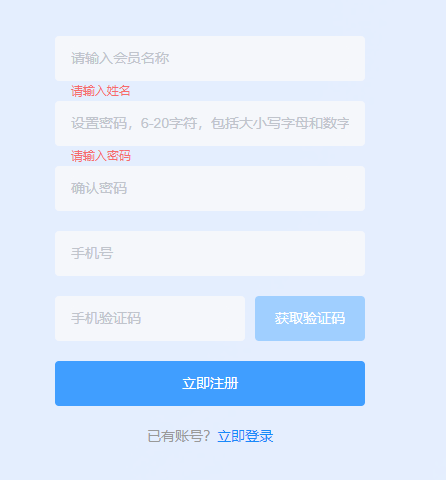 请输入会员名称
请输入姓名
设置密码，6-20字符，包括大小写字母和数字
请输入密码
确认密码
手机号
手机验证码 获取验证码
立即注册
已有账号？立即登录